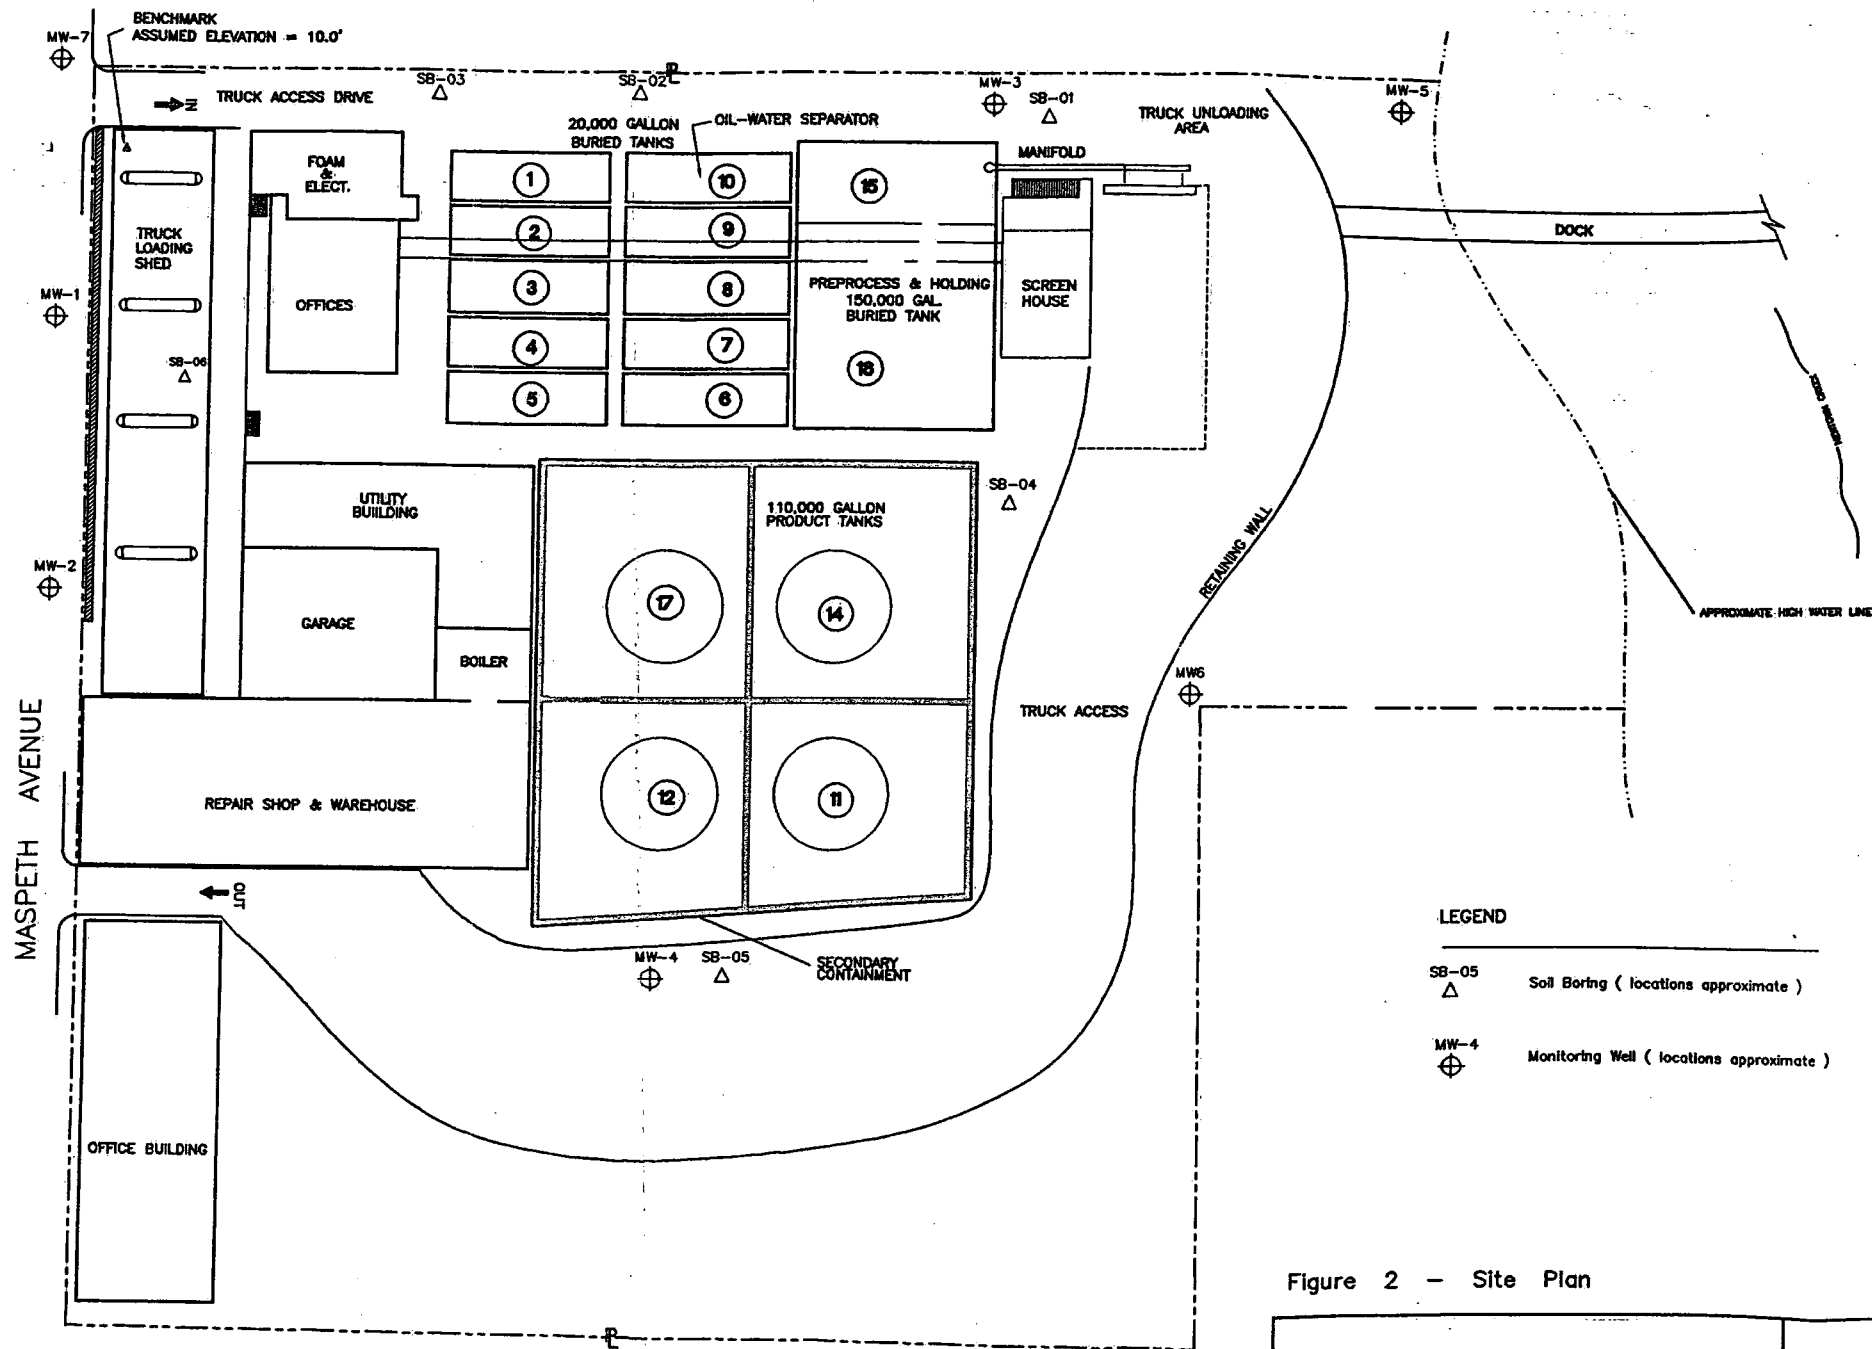 BENCHMARK
ASSUMED ELEVATION = 10.0'
MW-7
SB-03
SB-02
PL
MW-3
SB-01
MW-5
IN
TRUCK ACCESS DRIVE
20,000 GALLON
BURIED TANKS
OIL-WATER SEPARATOR
TRUCK UNLOADING
AREA
MANIFOLD
FOAM
&
ELECT.
1
10
15
TRUCK
LOADING
SHED
2
9
DOCK
MW-1
OFFICES
3
8
PREPROCESS & HOLDING
150,000 GAL.
BURIED TANK
SCREEN
HOUSE
SB-06
4
7
16
5
6
NEWTOWN CREEK
UTILITY
BUIILDING
110,000 GALLON
PRODUCT TANKS
SB-04
RETAINING WALL
MW-2
GARAGE
17
14
APPROXIMATE HIGH WATER LINE
BOILER
MW6
TRUCK ACCESS
MASPETH AVENUE
REPAIR SHOP & WAREHOUSE
12
11
OUT
MW-4
SB-05
SECONDARY
CONTAINMENT
LEGEND
SB-05
Soil Boring ( locations approximate )
MW-4
Monitoring Well ( locations approximate )
OFFICE BUILDING
Figure 2 - Site Plan
PL